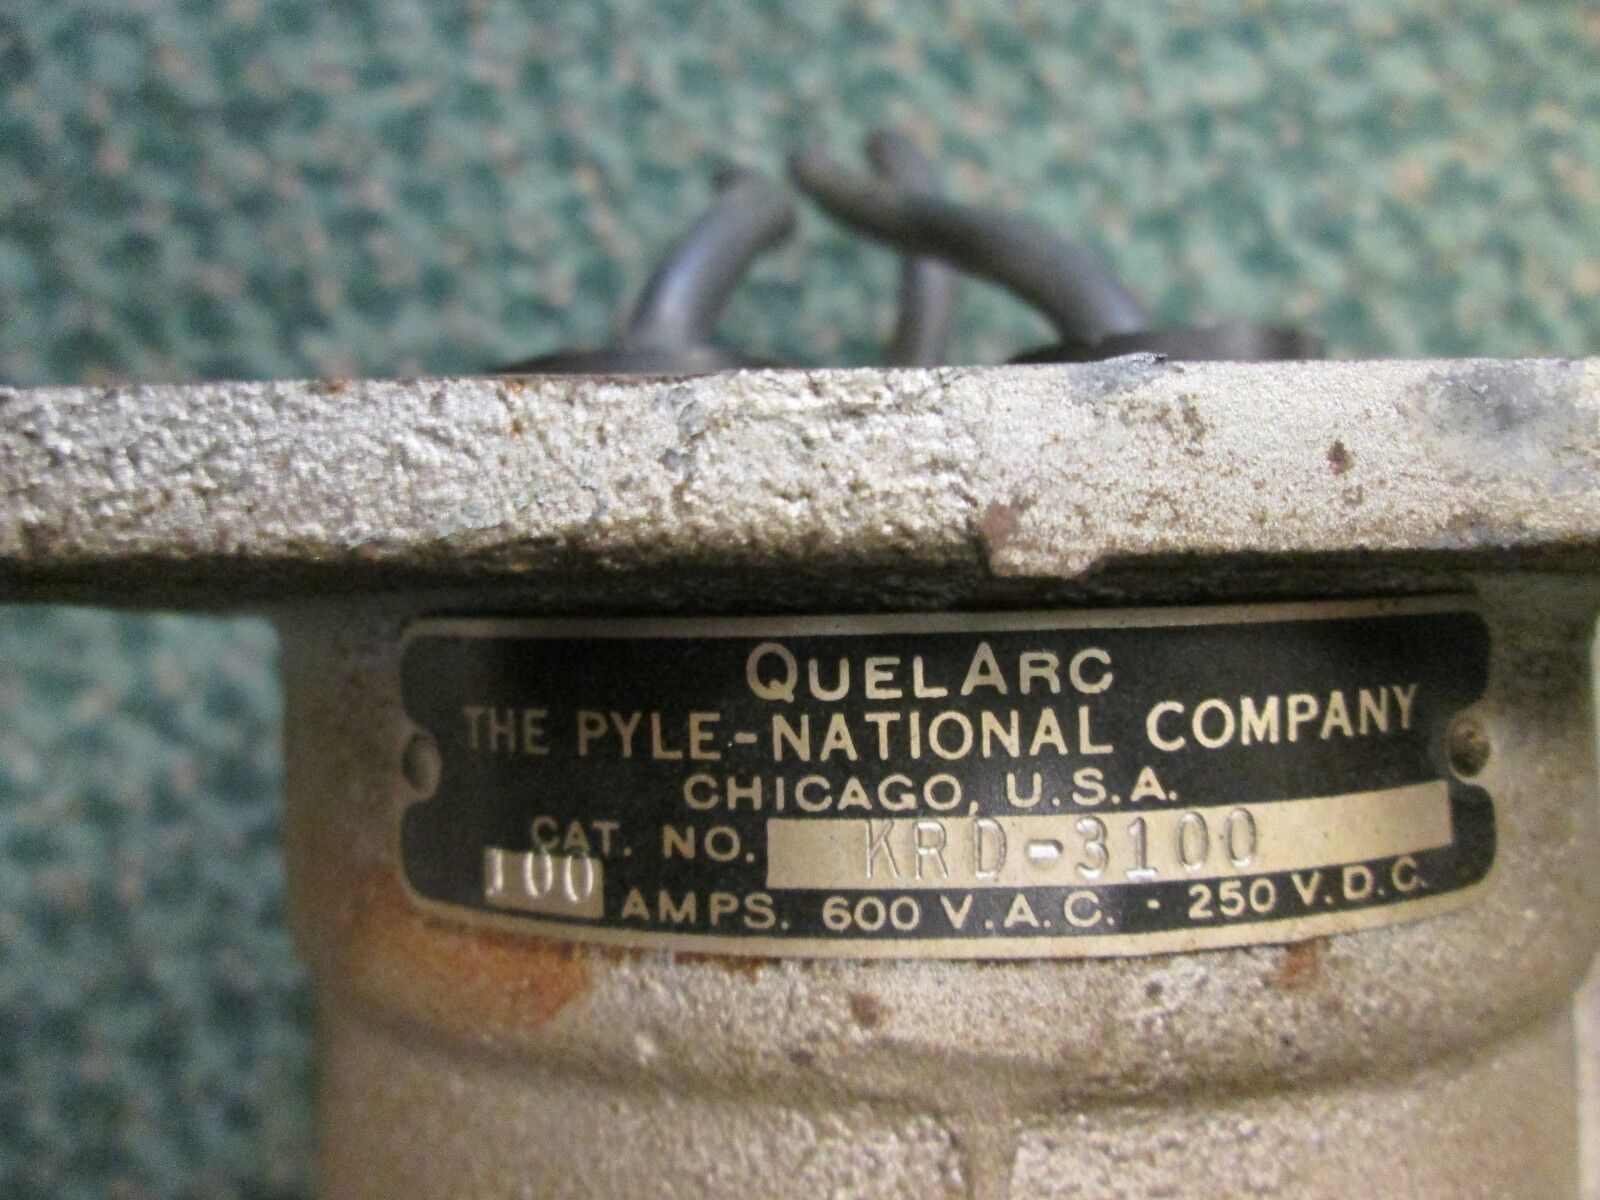 QUELARC
THE PYLE-NATIONAL COMPANY
CHICAGO, U.S.A.
CAT. NO. KRD-3100
100 AMPS. 600 V.A.C. - 250 V.D.C.